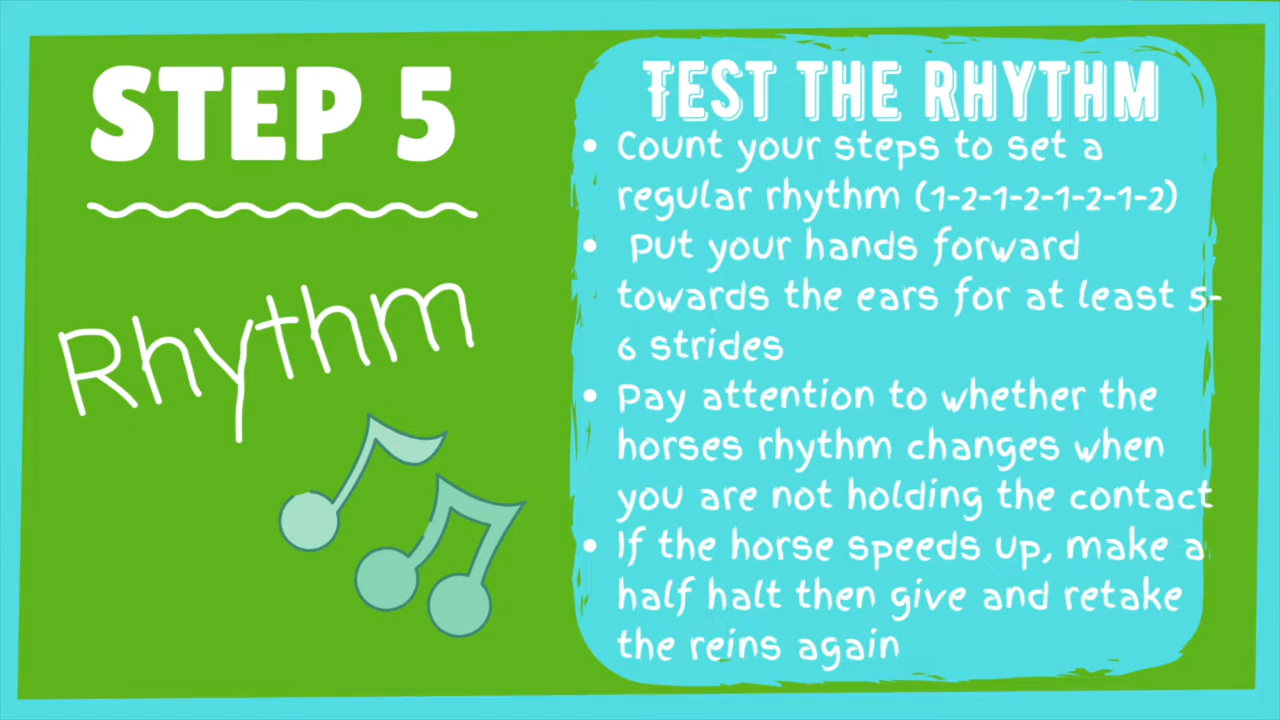 STEP 5
Rhythm
TEST THE RHYTHM
• Count your steps to set a
regular rhythm (1-2-1-2-1-2-1-2)
• Put your hands forward
towards the ears for at least 5-
6 strides
• Pay attention to whether the
horses rhythm changes when
you are not holding the contact
• If the horse speeds up, make a
half halt then give and retake
the reins again